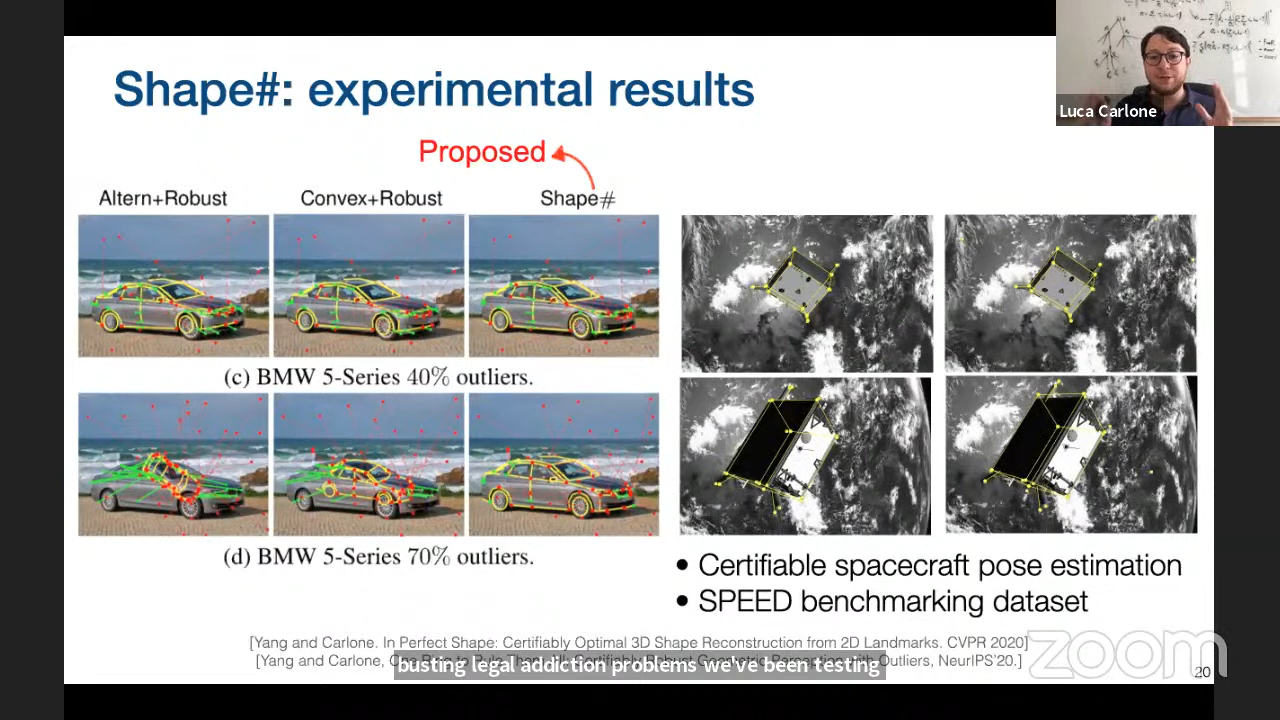 Shape#: experimental results
Luca Carlone
Proposed
Altern+Robust
Convex+Robust
Shape#
(c) BMW 5-Series 40% outliers.
(d) BMW 5-Series 70% outliers.
• Certifiable spacecraft pose estimation
• SPEED benchmarking dataset
[Yang and Carlone. In Perfect Shape: Certifiably Optimal 3D Shape Reconstruction from 2D Landmarks. CVPR 2020]
[Yang and Carlone, Outliers, NeurIPS'20.]
busting legal addiction problems we've been testing
zoom
20